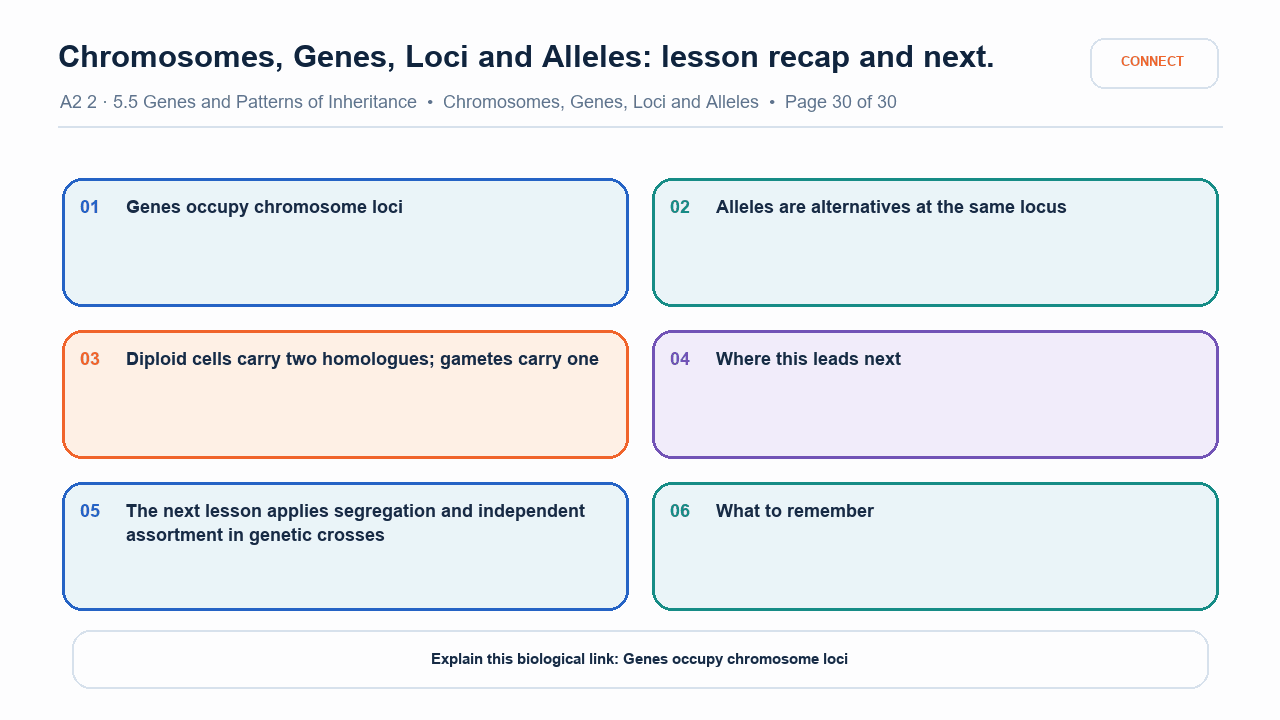 Chromosomes, Genes, Loci and Alleles: lesson recap and next.
CONNECT
A2 2 · 5.5 Genes and Patterns of Inheritance • Chromosomes, Genes, Loci and Alleles • Page 30 of 30
01 Genes occupy chromosome loci
02 Alleles are alternatives at the same locus
03 Diploid cells carry two homologues; gametes carry one
04 Where this leads next
05 The next lesson applies segregation and independent
assortment in genetic crosses
06 What to remember
Explain this biological link: Genes occupy chromosome loci